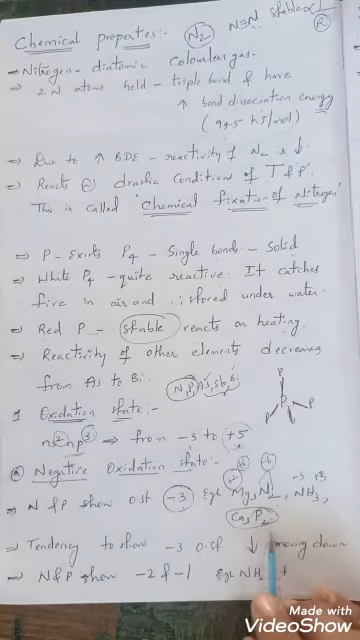 Chemical properties:- N₂ N≡N stable ∝ 1/R
⇒ Nitrogen - diatomic Colourless gas.
⇒ 2 N atoms held - triple bond & have
↑ bond dissociation energy
(945 kJ/mol)
⇒ Due to ↑ BDE - reactivity of N₂ is ↓.
⇒ Reacts @ drastic condition of T & P.
This is called "Chemical fixation of Nitrogen"
⇒ P - Exists P₄ - Single bonds - Solid
⇒ White P₄ - quite reactive. It catches
fire in air and ∴ stored under water.
⇒ Red P - stable reacts on heating.
⇒ Reactivity of other elements decreases
from As to Bi. N, P, As, Sb, Bi
Oxidation state:-
ns² np³ ⇒ from -3 to +5
P P P
Negative Oxidation state:-
+2 +6 -6
⇒ N & P show o.st -3 Eg:- Mg₃N₂, NH₃,
-3 +3
Ca₃P₂
⇒ Tendency to show -3 o.st ↓ moving down
⇒ N & P show -2 & -1 Eg:- NH₂
Made with
VideoShow